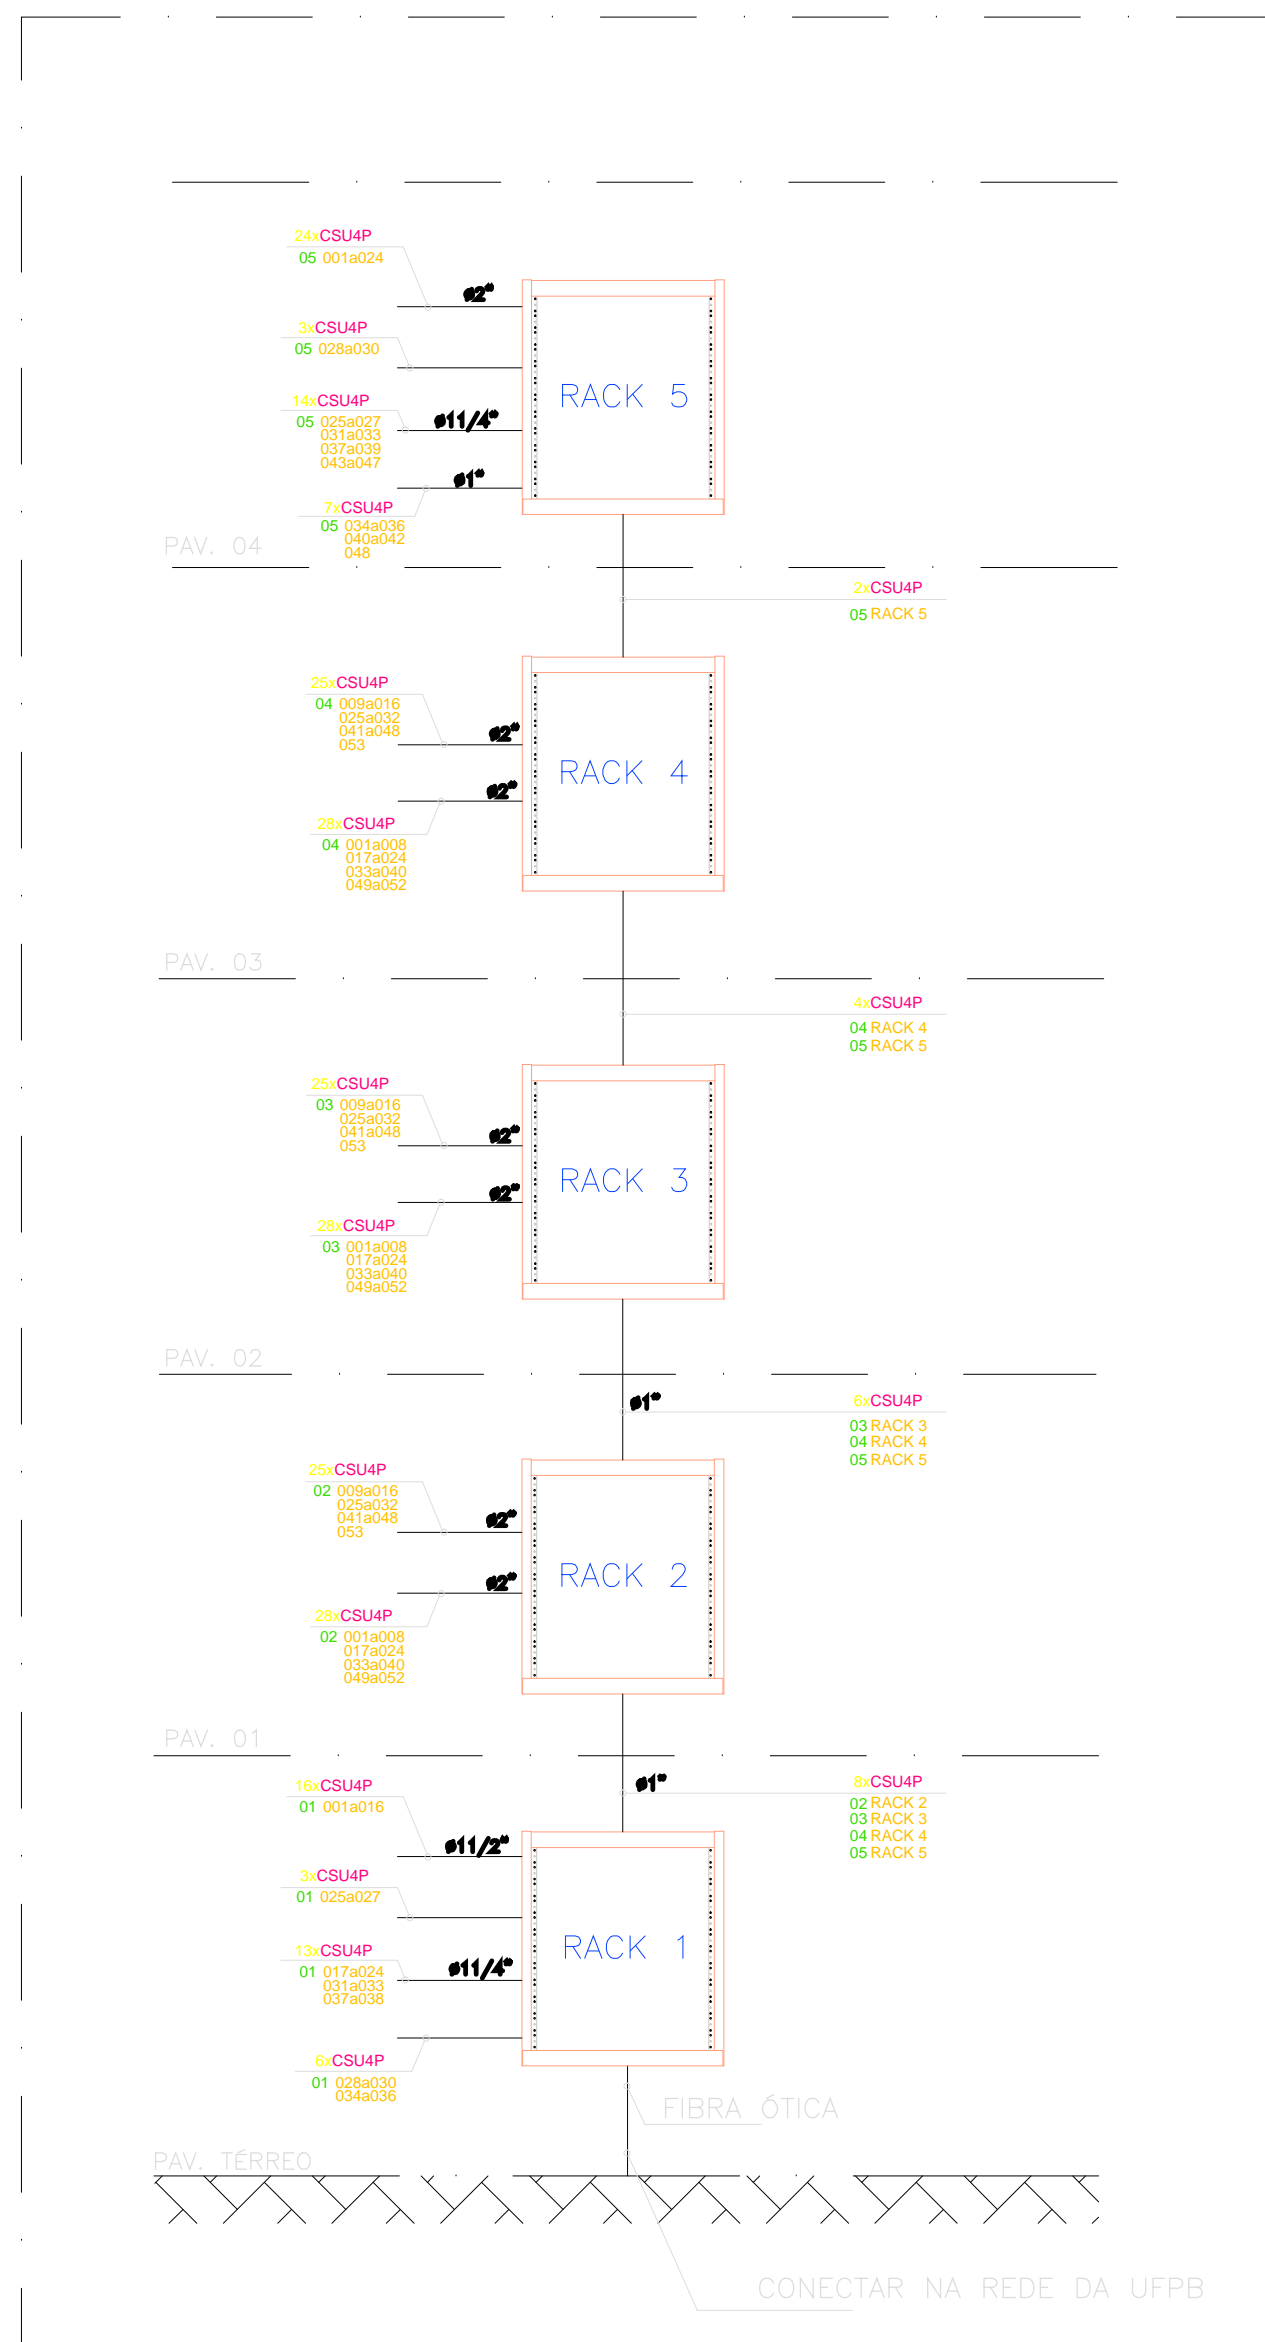 24xCSU4P
05 001a024
ø2"
3xCSU4P
05 028a030
14xCSU4P
05 025a027
031a033
037a039
043a047
ø11/4"
ø1"
7xCSU4P
05 034a036
040a042
048
RACK 5
PAV. 04
2xCSU4P
05 RACK 5
25xCSU4P
04 009a016
025a032
041a048
053
ø2"
ø2"
28xCSU4P
04 001a008
017a024
033a040
049a052
RACK 4
PAV. 03
4xCSU4P
04 RACK 4
05 RACK 5
25xCSU4P
03 009a016
025a032
041a048
053
ø2"
ø2"
28xCSU4P
03 001a008
017a024
033a040
049a052
RACK 3
PAV. 02
ø1"
6xCSU4P
03 RACK 3
04 RACK 4
05 RACK 5
25xCSU4P
02 009a016
025a032
041a048
053
ø2"
ø2"
28xCSU4P
02 001a008
017a024
033a040
049a052
RACK 2
PAV. 01
ø1"
8xCSU4P
02 RACK 2
03 RACK 3
04 RACK 4
05 RACK 5
16xCSU4P
01 001a016
ø11/2"
3xCSU4P
01 025a027
13xCSU4P
01 017a024
031a033
037a038
ø11/4"
6xCSU4P
01 028a030
034a036
RACK 1
FIBRA ÓTICA
PAV. TÉRREO
CONECTAR NA REDE DA UFPB